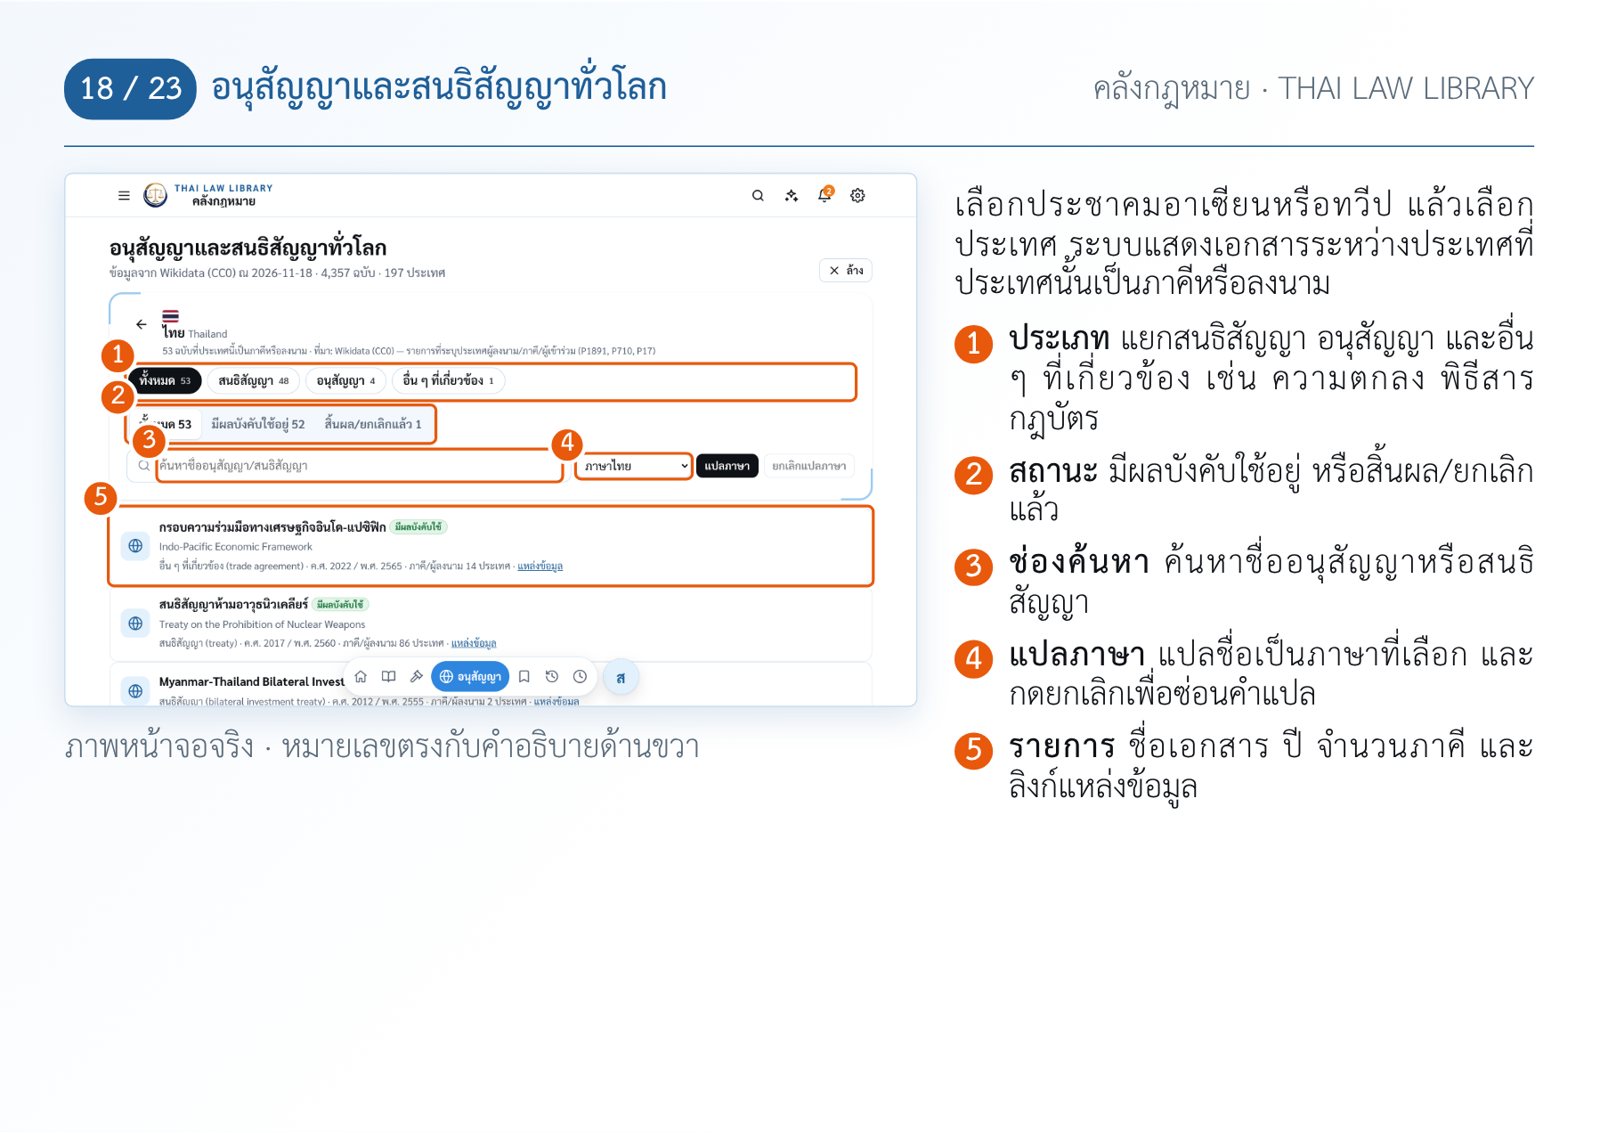 18 / 23 อนุสัญญาและสนธิสัญญาทั่วโลก
คลังกฎหมาย · THAI LAW LIBRARY
THAI LAW LIBRARY
คลังกฎหมาย
2
อนุสัญญาและสนธิสัญญาทั่วโลก
ข้อมูลจาก Wikidata (CC0) ณ 2026-11-18 · 4,357 ฉบับ · 197 ประเทศ
ล้าง
ไทย Thailand
53 ฉบับที่ประเทศนี้เป็นภาคีหรือลงนาม · ที่มา: Wikidata (CC0) — รายการที่ระบุประเทศผู้ลงนาม/ภาคี/ผู้เข้าร่วม (P1891, P710, P17)
1
ทั้งหมด 53 สนธิสัญญา 48 อนุสัญญา 4 อื่น ๆ ที่เกี่ยวข้อง 1
2
53 มีผลบังคับใช้อยู่ 52 สิ้นผล/ยกเลิกแล้ว 1
3
4
ค้นหาชื่ออนุสัญญา/สนธิสัญญา ภาษาไทย แปลภาษา ยกเลิกแปลภาษา
5
กรอบความร่วมมือทางเศรษฐกิจอินโด-แปซิฟิก มีผลบังคับใช้
Indo-Pacific Economic Framework
อื่น ๆ ที่เกี่ยวข้อง (trade agreement) · ค.ศ. 2022 / พ.ศ. 2565 · ภาคี/ผู้ลงนาม 14 ประเทศ · แหล่งข้อมูล
สนธิสัญญาห้ามอาวุธนิวเคลียร์ มีผลบังคับใช้
Treaty on the Prohibition of Nuclear Weapons
สนธิสัญญา (treaty) · ค.ศ. 2017 / พ.ศ. 2560 · ภาคี/ผู้ลงนาม 86 ประเทศ · แหล่งข้อมูล
Myanmar-Thailand Bilateral Invest
สนธิสัญญา (bilateral investment treaty) · ค.ศ. 2012 / พ.ศ. 2555 · ภาคี/ผู้ลงนาม 2 ประเทศ · แหล่งข้อมูล
อนุสัญญา
ส
ภาพหน้าจอจริง · หมายเลขตรงกับคำอธิบายด้านขวา
เลือกประชาคมอาเซียนหรือทวีป แล้วเลือก
ประเทศ ระบบแสดงเอกสารระหว่างประเทศที่
ประเทศนั้นเป็นภาคีหรือลงนาม
1 ประเภท แยกสนธิสัญญา อนุสัญญา และอื่น
ๆ ที่เกี่ยวข้อง เช่น ความตกลง พิธีสาร
กฎบัตร
2 สถานะ มีผลบังคับใช้อยู่ หรือสิ้นผล/ยกเลิก
แล้ว
3 ช่องค้นหา ค้นหาชื่ออนุสัญญาหรือสนธิ
สัญญา
4 แปลภาษา แปลชื่อเป็นภาษาที่เลือก และ
กดยกเลิกเพื่อซ่อนคำแปล
5 รายการ ชื่อเอกสาร ปี จำนวนภาคี และ
ลิงก์แหล่งข้อมูล